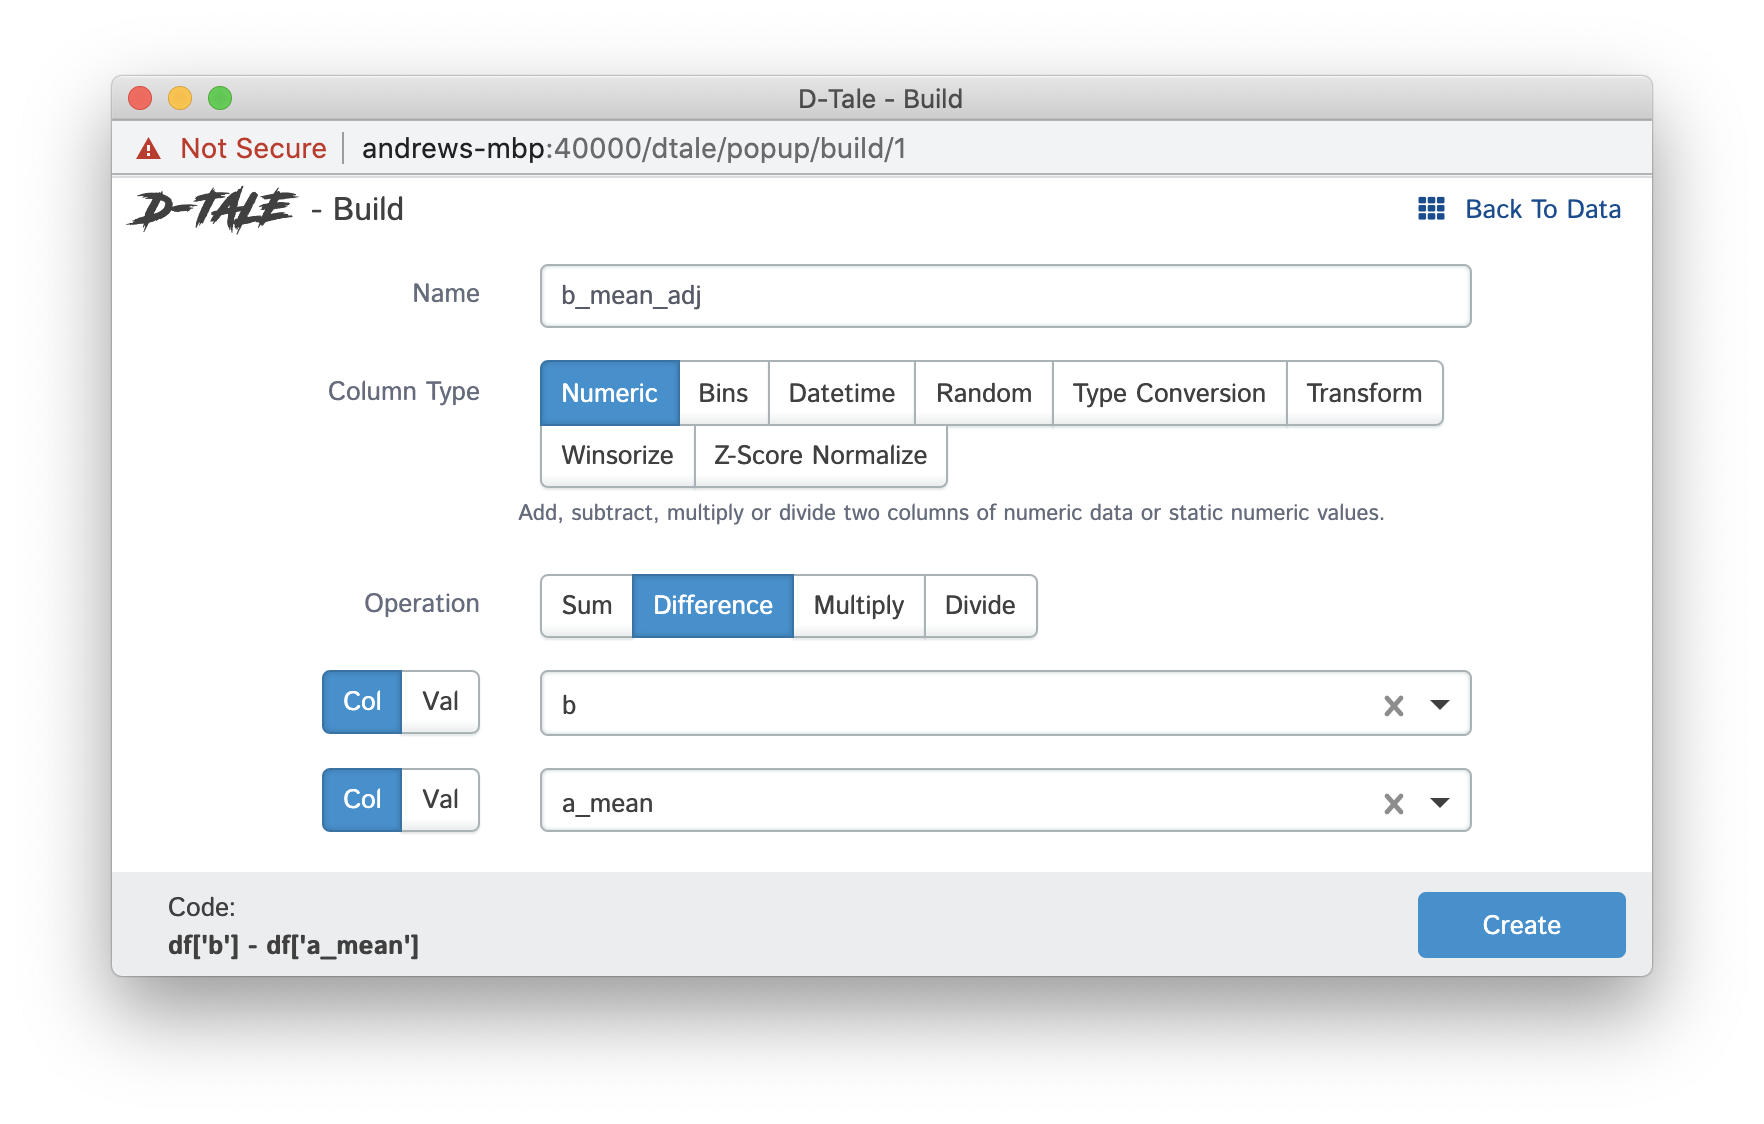 D-Tale - Build
Not Secure | andrews-mbp:40000/dtale/popup/build/1
D-TALE - Build
Back To Data
Name
b_mean_adj
Column Type
Numeric Bins Datetime Random Type Conversion Transform
Winsorize Z-Score Normalize
Add, subtract, multiply or divide two columns of numeric data or static numeric values.
Operation
Sum Difference Multiply Divide
Col Val b
Col Val a_mean
Code:
df['b'] - df['a_mean']
Create